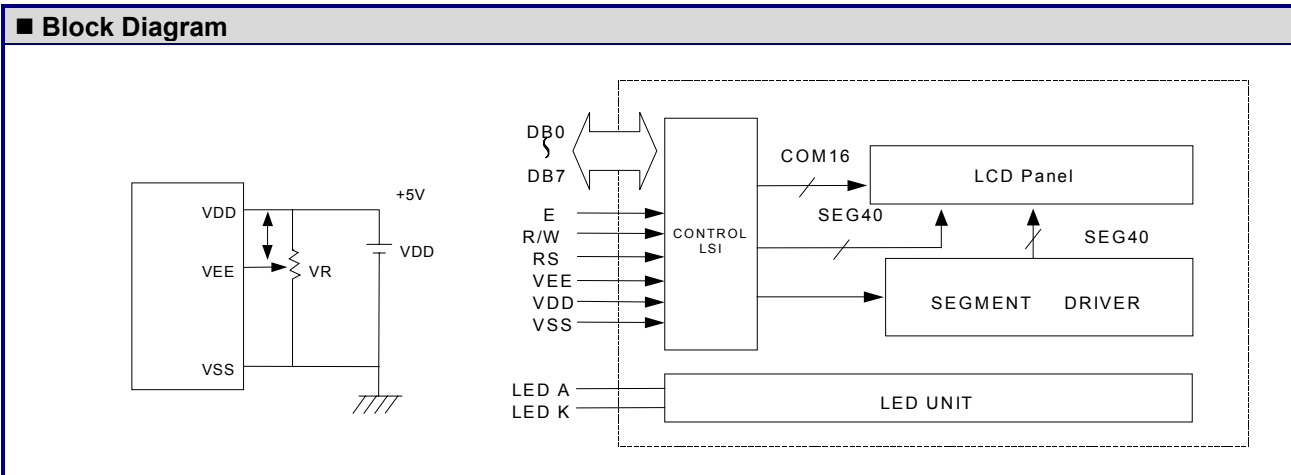 ■ Block Diagram
VDD
VEE
VSS
VR
+5V
VDD
DB0
DB7
E
R/W
RS
VEE
VDD
VSS
LED A
LED K
CONTROL
LSI
COM16
SEG40
LCD Panel
SEG40
SEGMENT DRIVER
LED UNIT